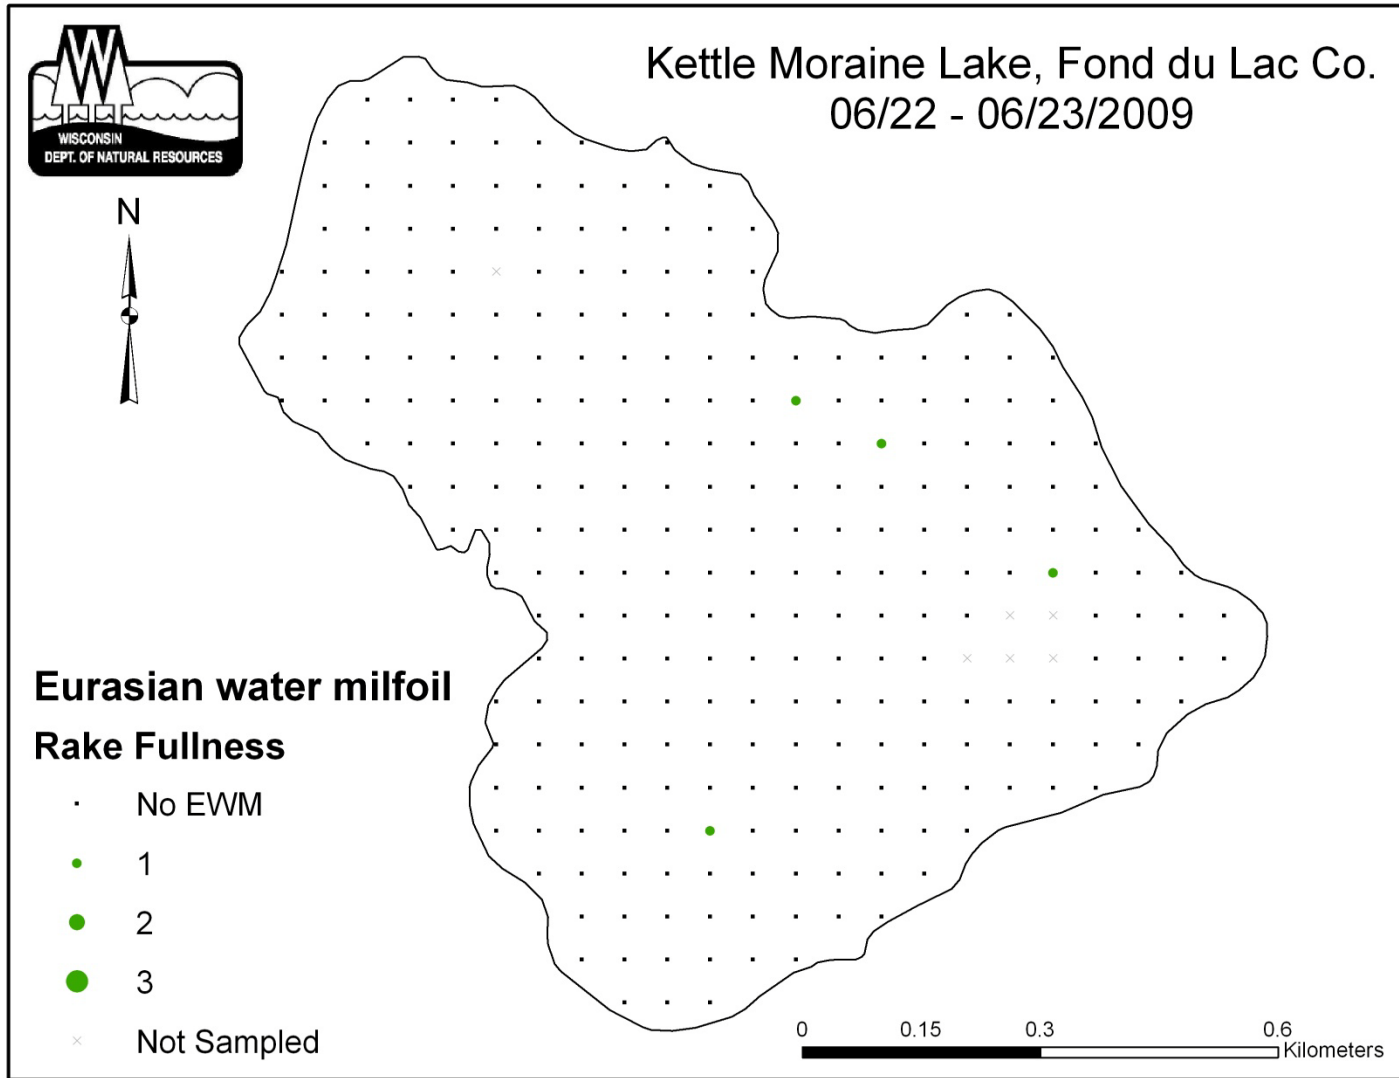 Kettle Moraine Lake, Fond du Lac Co.
06/22 - 06/23/2009
W
WISCONSIN
DEPT. OF NATURAL RESOURCES
N
Eurasian water milfoil
Rake Fullness
No EWM
1
2
3
Not Sampled
0 0.15 0.3 0.6
Kilometers